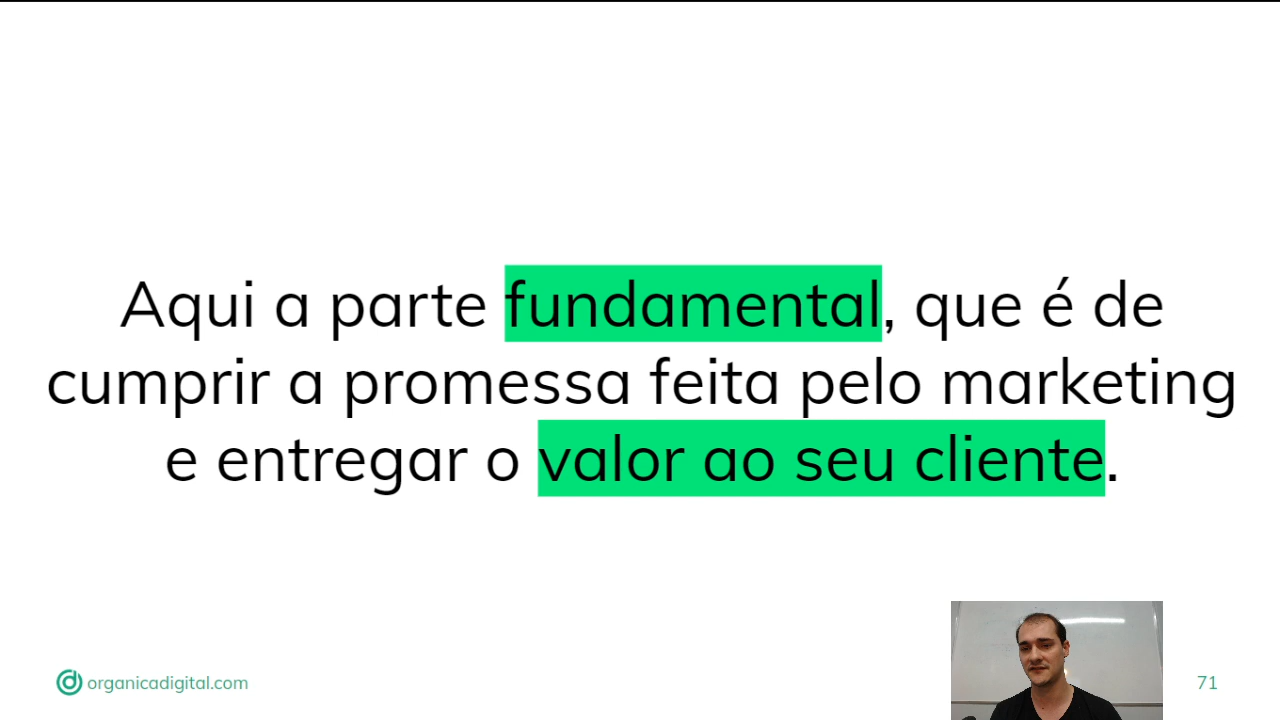 Aqui a parte fundamental, que é de
cumprir a promessa feita pelo marketing
e entregar o valor ao seu cliente.
organicadigital.com
71